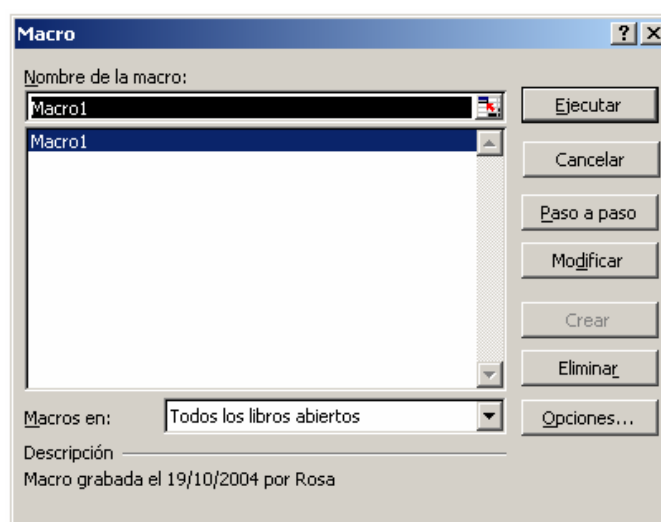 Macro
Nombre de la macro:
Macro1
Ejecutar
Macro1
Cancelar
Paso a paso
Modificar
Crear
Eliminar
Macros en:
Todos los libros abiertos
Opciones...
Descripción
Macro grabada el 19/10/2004 por Rosa